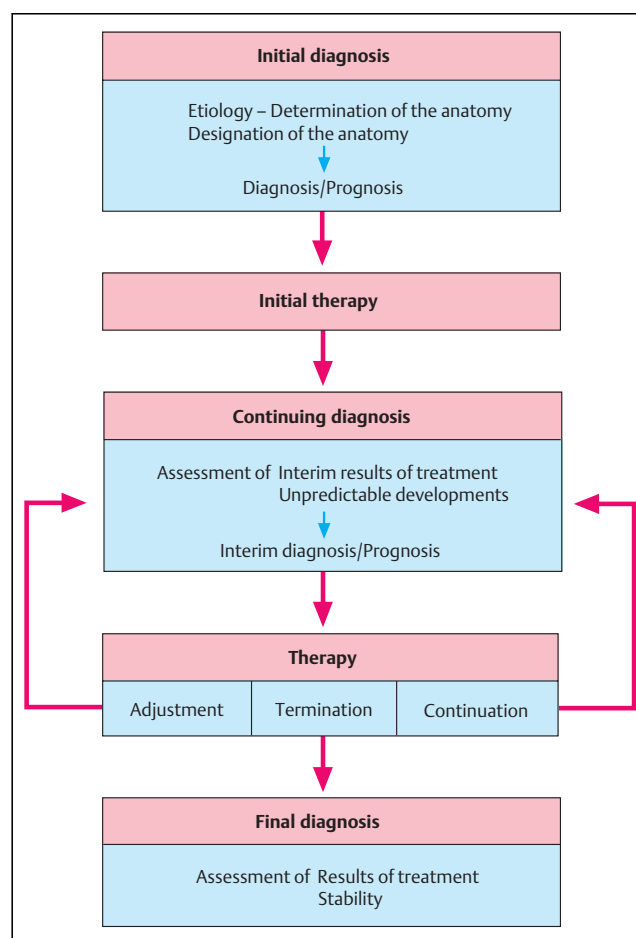 Initial diagnosis
Etiology – Determination of the anatomy
Designation of the anatomy
Diagnosis/Prognosis
Initial therapy
Continuing diagnosis
Assessment of Interim results of treatment
Unpredictable developments
Interim diagnosis/Prognosis
Therapy
Adjustment Termination Continuation
Final diagnosis
Assessment of Results of treatment
Stability